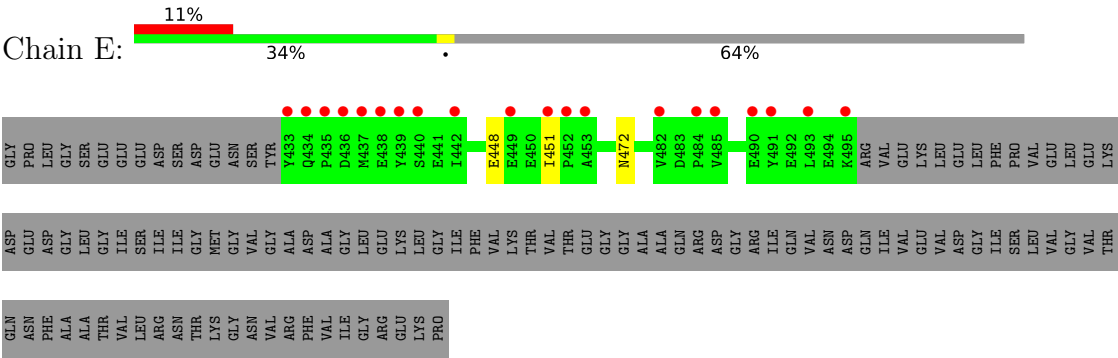 11%
Chain E:
34% • 64%
GLY PRO LEU GLY SER GLU GLU GLU ASP SER ASP GLU ASN SER TYR Y433 Q434 P435 D436 M437 E438 Y439 S440 E441 I442 E448 E449 E450 I451 P452 A453 N472 V482 D483 P484 V485 E490 Y491 E492 L493 E494 K495 ARG VAL GLU LYS LEU GLU LEU PHE PRO VAL GLU LEU GLU LYS
ASP GLU ASP GLY LEU GLY ILE SER ILE ILE GLY MET GLY VAL GLY ALA ASP ALA GLY LEU GLU LYS LEU GLY ILE PHE VAL LYS THR VAL THR GLU GLY GLY ALA ALA GLN ARG ASP GLY ARG ILE GLN VAL ASN ASP GLN ILE VAL GLU VAL ASP GLY ILE SER LEU VAL GLY VAL THR
GLN ASN PHE ALA ALA THR VAL LEU ARG ASN THR LYS GLY ASN VAL ARG PHE VAL ILE GLY ARG GLU LYS PRO